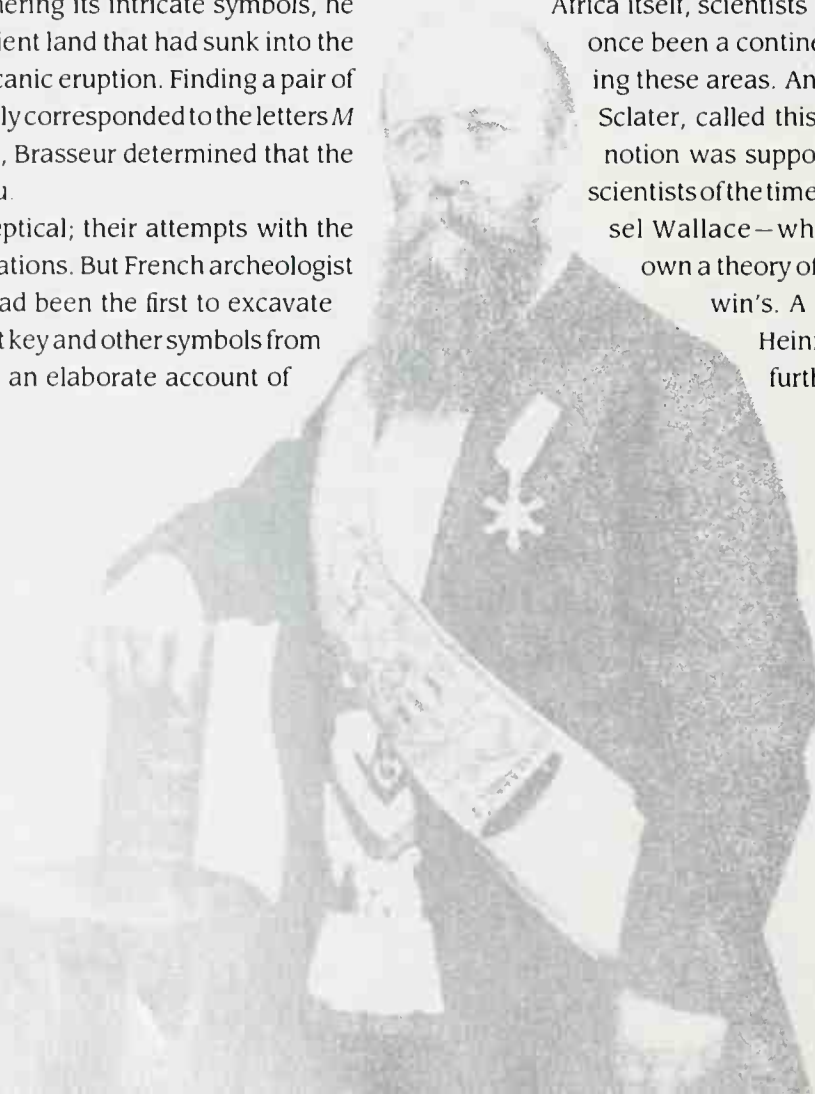 its intricate symbols, he
ient land that had sunk into the
canic eruption. Finding a pair of
ly corresponded to the letters M
, Brasseur determined that the
u.
eptical; their attempts with the
ations. But French archeologist
ad been the first to excavate
t key and other symbols from
an elaborate account of
Africa itself, scientists
once been a contine
ing these areas. An
Sclater, called this
notion was suppo
scientists of the time
sel Wallace—wh
own a theory of
win's. A
Hein
furth